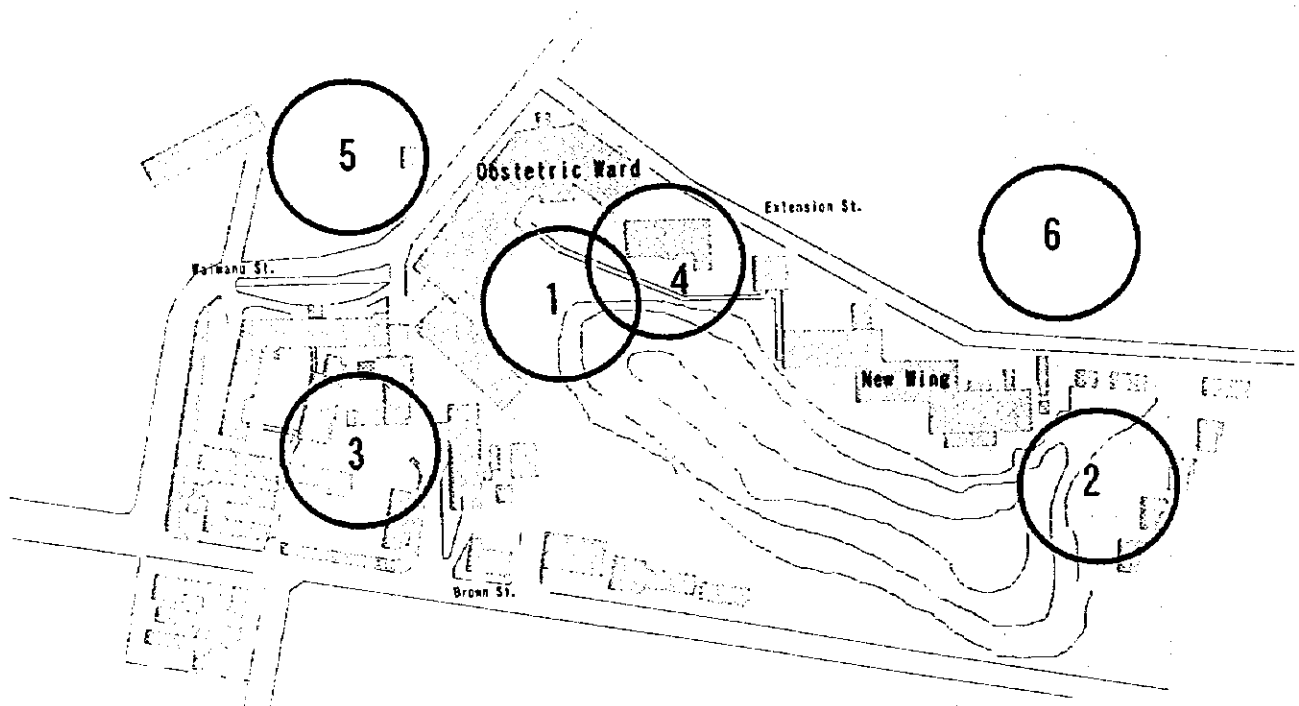 5
Obstetric Ward
Extension St.
6
Waimanu St.
4
1
New Wing
3
2
Brown St.